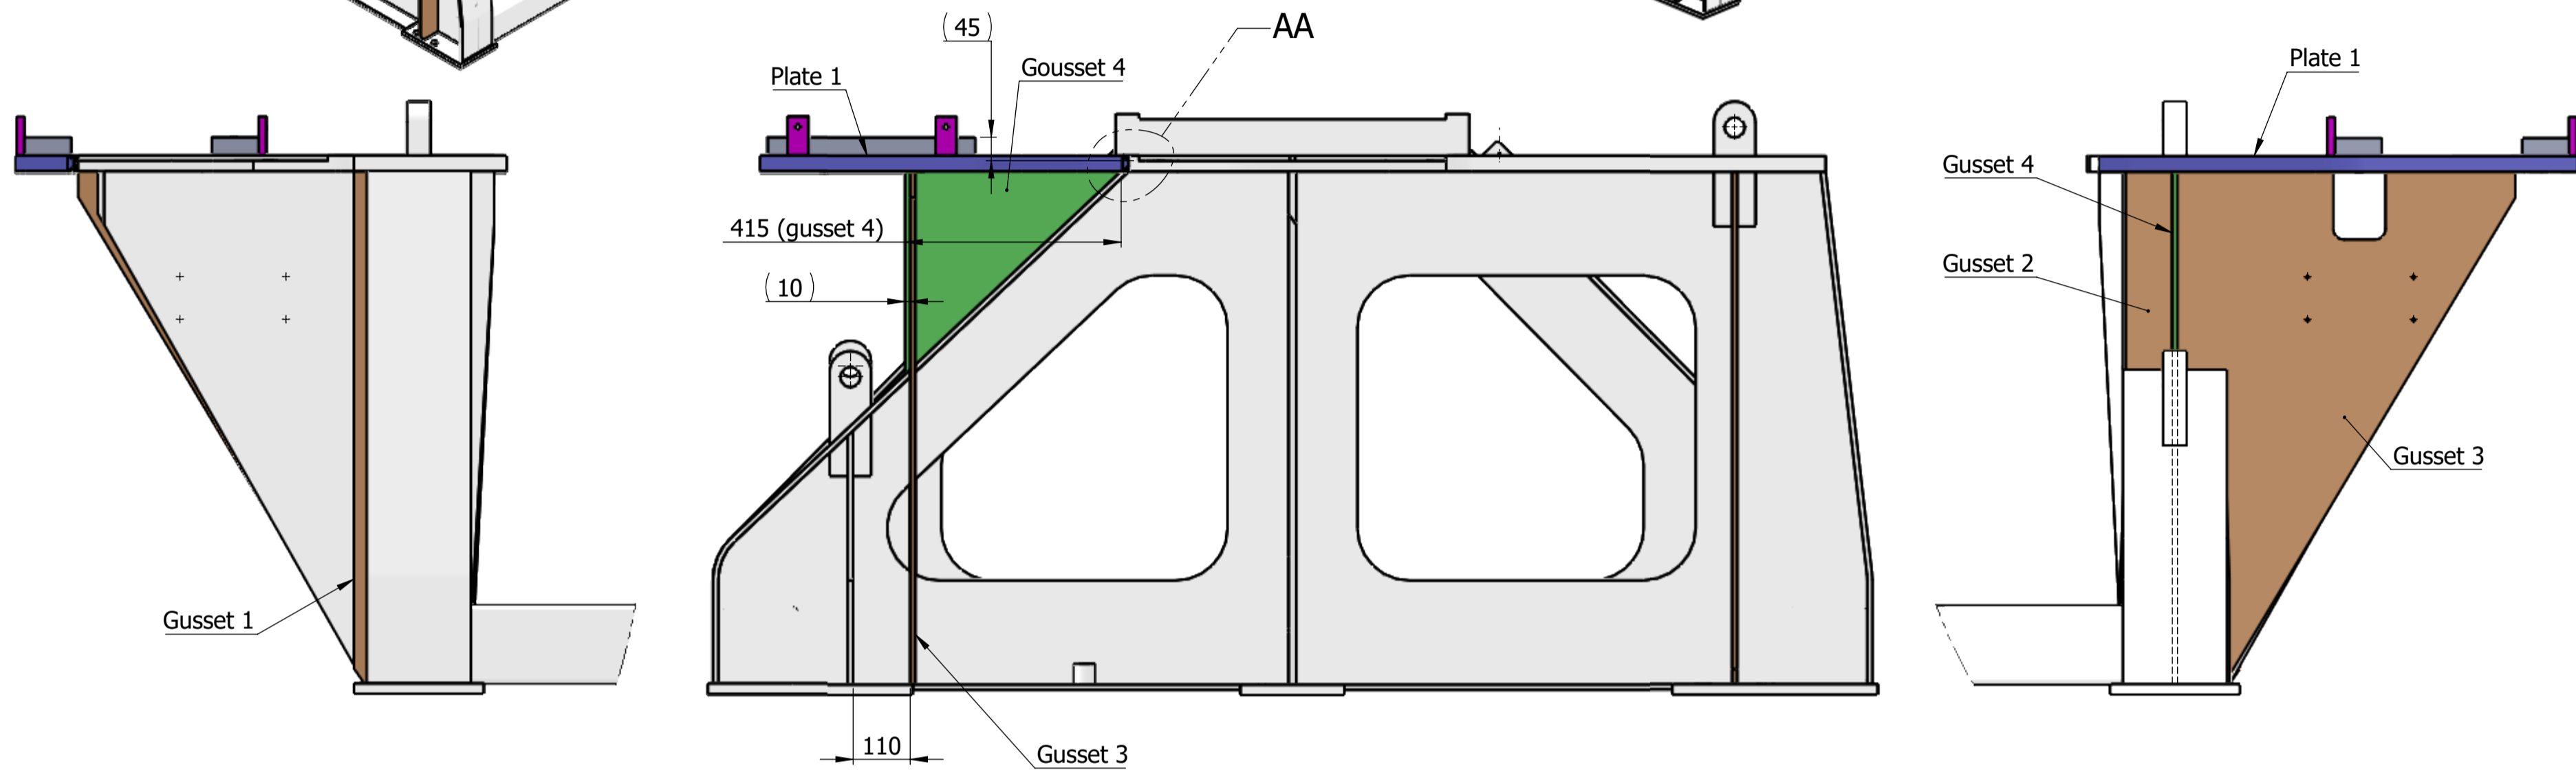 (45)
AA
Plate 1
Gousset 4
Plate 1
Gusset 4
415 (gusset 4)
Gusset 2
(10)
Gusset 3
Gusset 1
110
Gusset 3